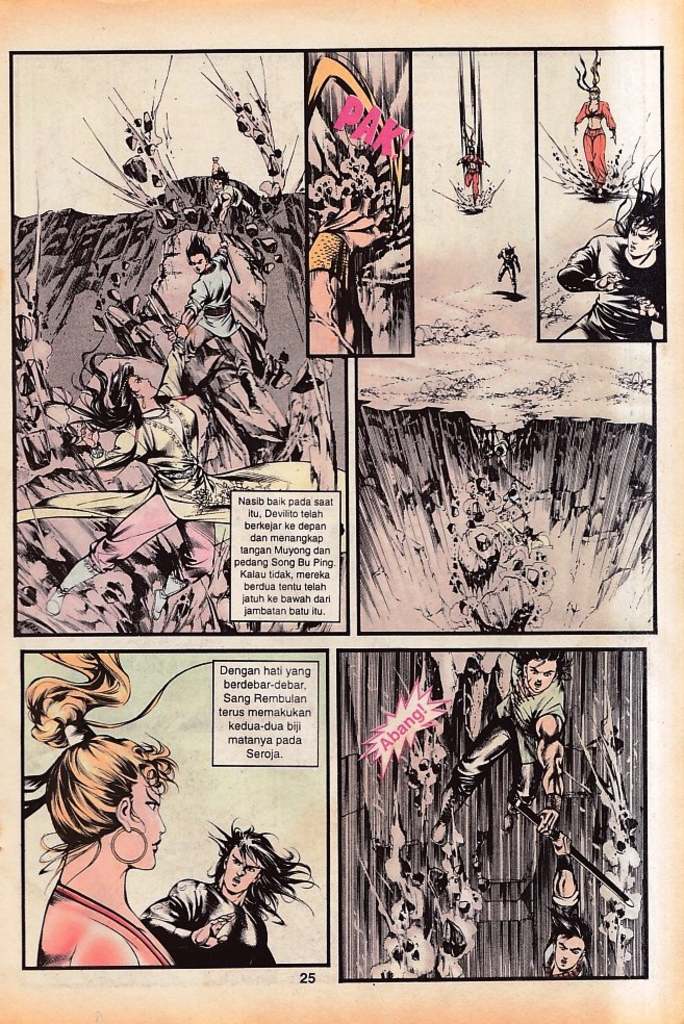 PAK!
Nasib baik pada saat
itu, Devilito telah
berkejar ke depan
dan menangkap
tangan Muyong dan
pedang Song Bu Ping.
Kalau tidak, mereka
berdua tentu telah
jatuh ke bawah dari
jambatan batu itu.
Dengan hati yang
berdebar-debar,
Sang Rembulan
terus memakukan
kedua-dua biji
matanya pada
Seroja.
Abang!
25